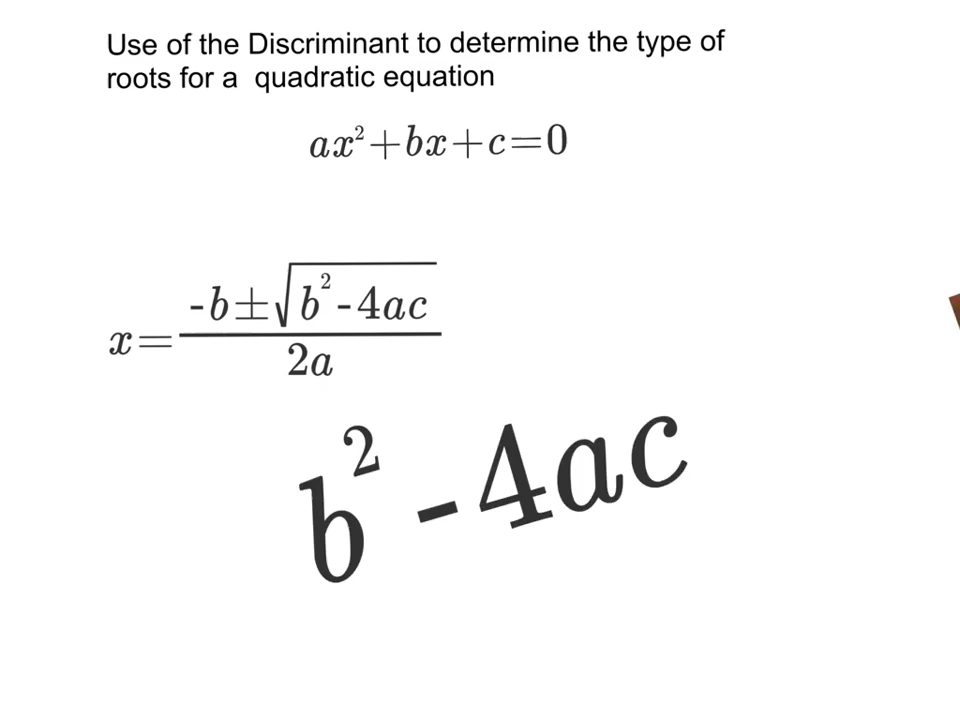 Use of the Discriminant to determine the type of
roots for a quadratic equation
ax²+bx+c=0
x=(-b±√(b²-4ac))/(2a)
b²-4ac